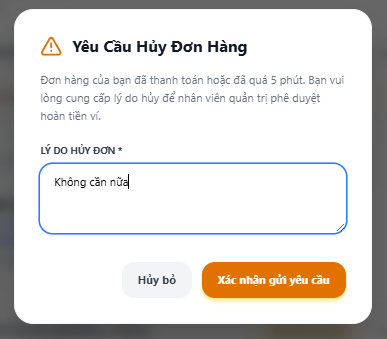 Yêu Cầu Hủy Đơn Hàng
Đơn hàng của bạn đã thanh toán hoặc đã quá 5 phút. Bạn vui
lòng cung cấp lý do hủy để nhân viên quản trị phê duyệt
hoàn tiền ví.
LÝ DO HỦY ĐƠN *
Không cần nữa
Hủy bỏ
Xác nhận gửi yêu cầu